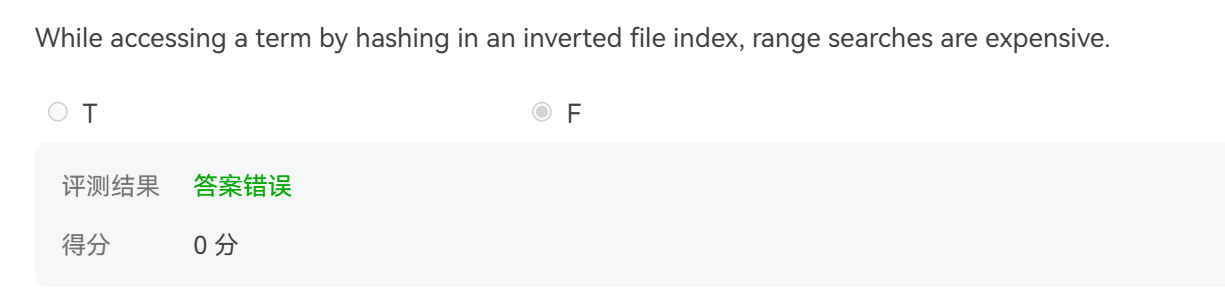 While accessing a term by hashing in an inverted file index, range searches are expensive.
T F
评测结果 答案错误
得分 0 分